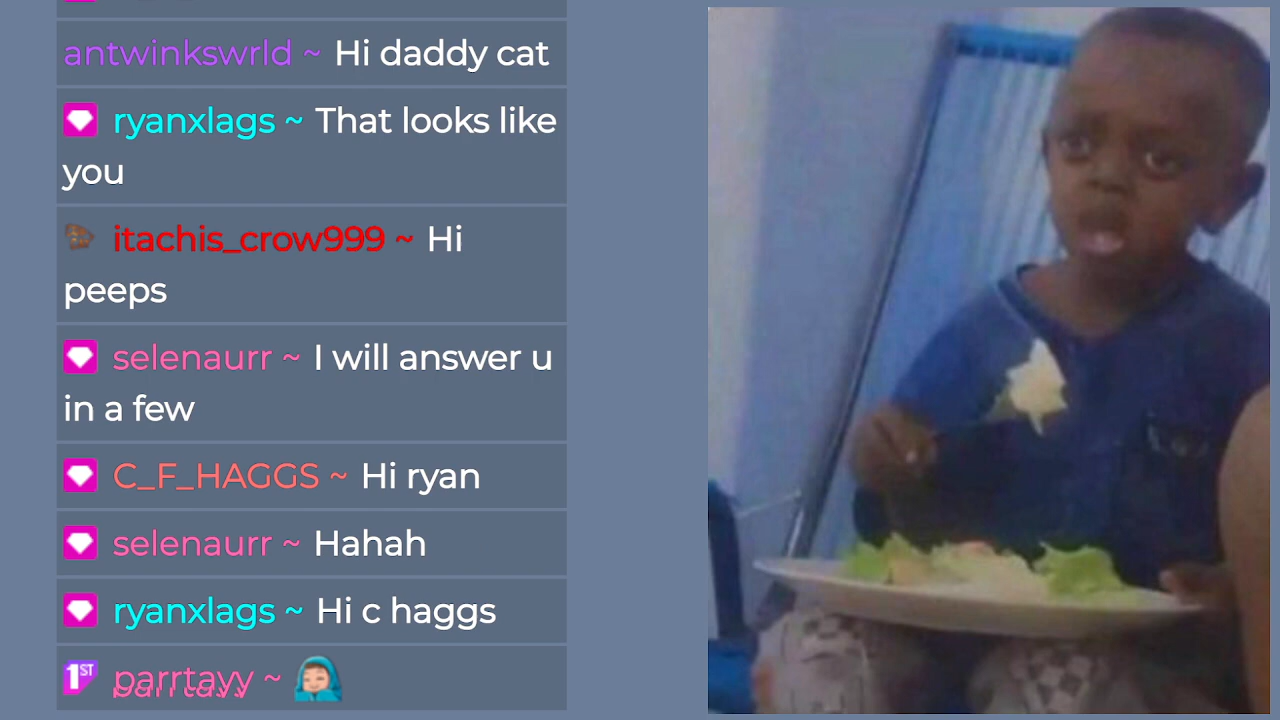 antwinkswrld ~ Hi daddy cat
ryanxlags ~ That looks like
you
itachis_crow999 ~ Hi
peeps
selenaurr ~ I will answer u
in a few
C_F_HAGGS ~ Hi ryan
selenaurr ~ Hahah
ryanxlags ~ Hi c haggs
1ST parrtayy ~